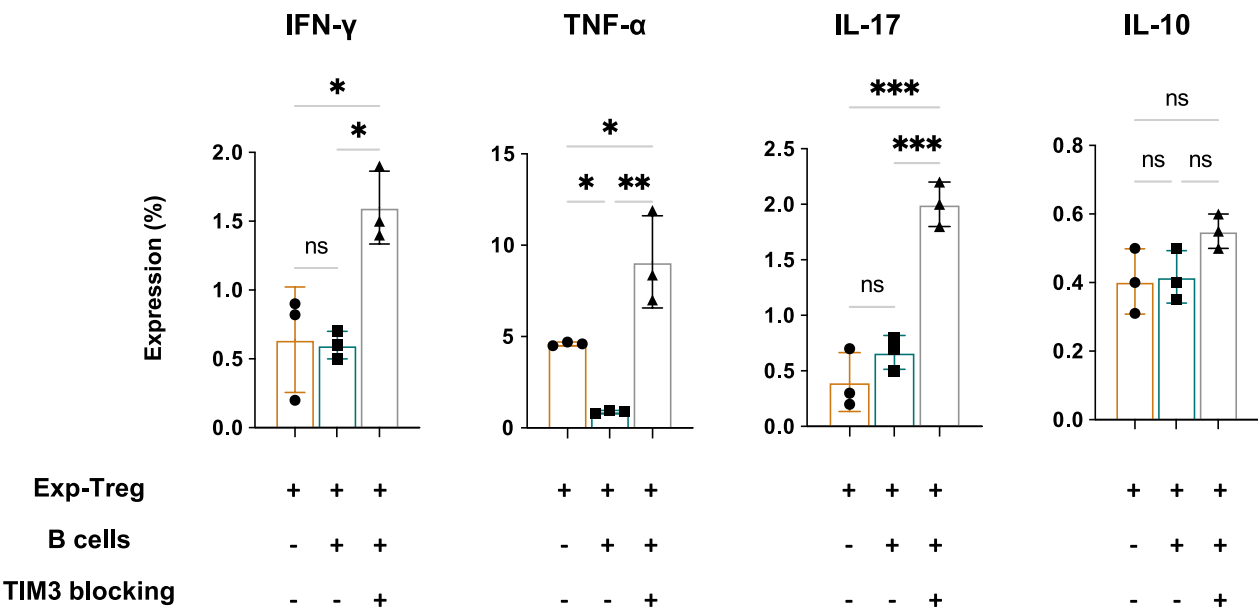 IFN-γ TNF-α IL-17 IL-10
* * *** ns
* * ** *** ns ns
ns ns
Expression (%)
2.0
1.5
1.0
0.5
0.0
15
10
5
0
2.5
2.0
1.5
1.0
0.5
0.0
0.8
0.6
0.4
0.2
0.0
Exp-Treg + + + + + + + + + + + +
B cells - + + - + + - + + - + +
TIM3 blocking - - + - - + - - + - - +